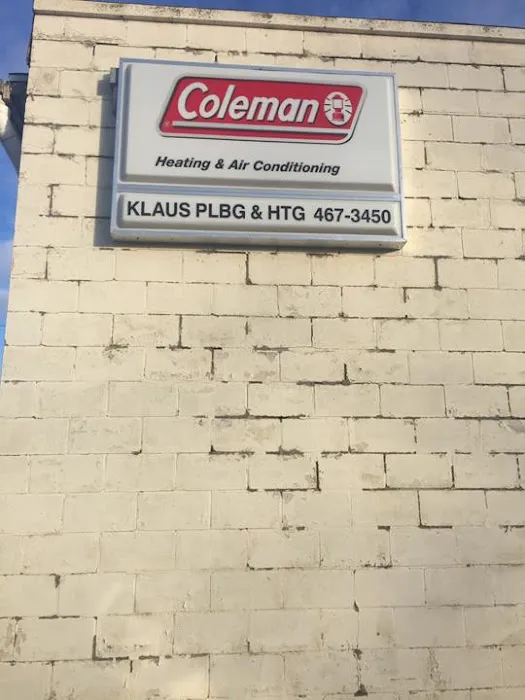 Coleman
Heating & Air Conditioning
KLAUS PLBG & HTG 467-3450